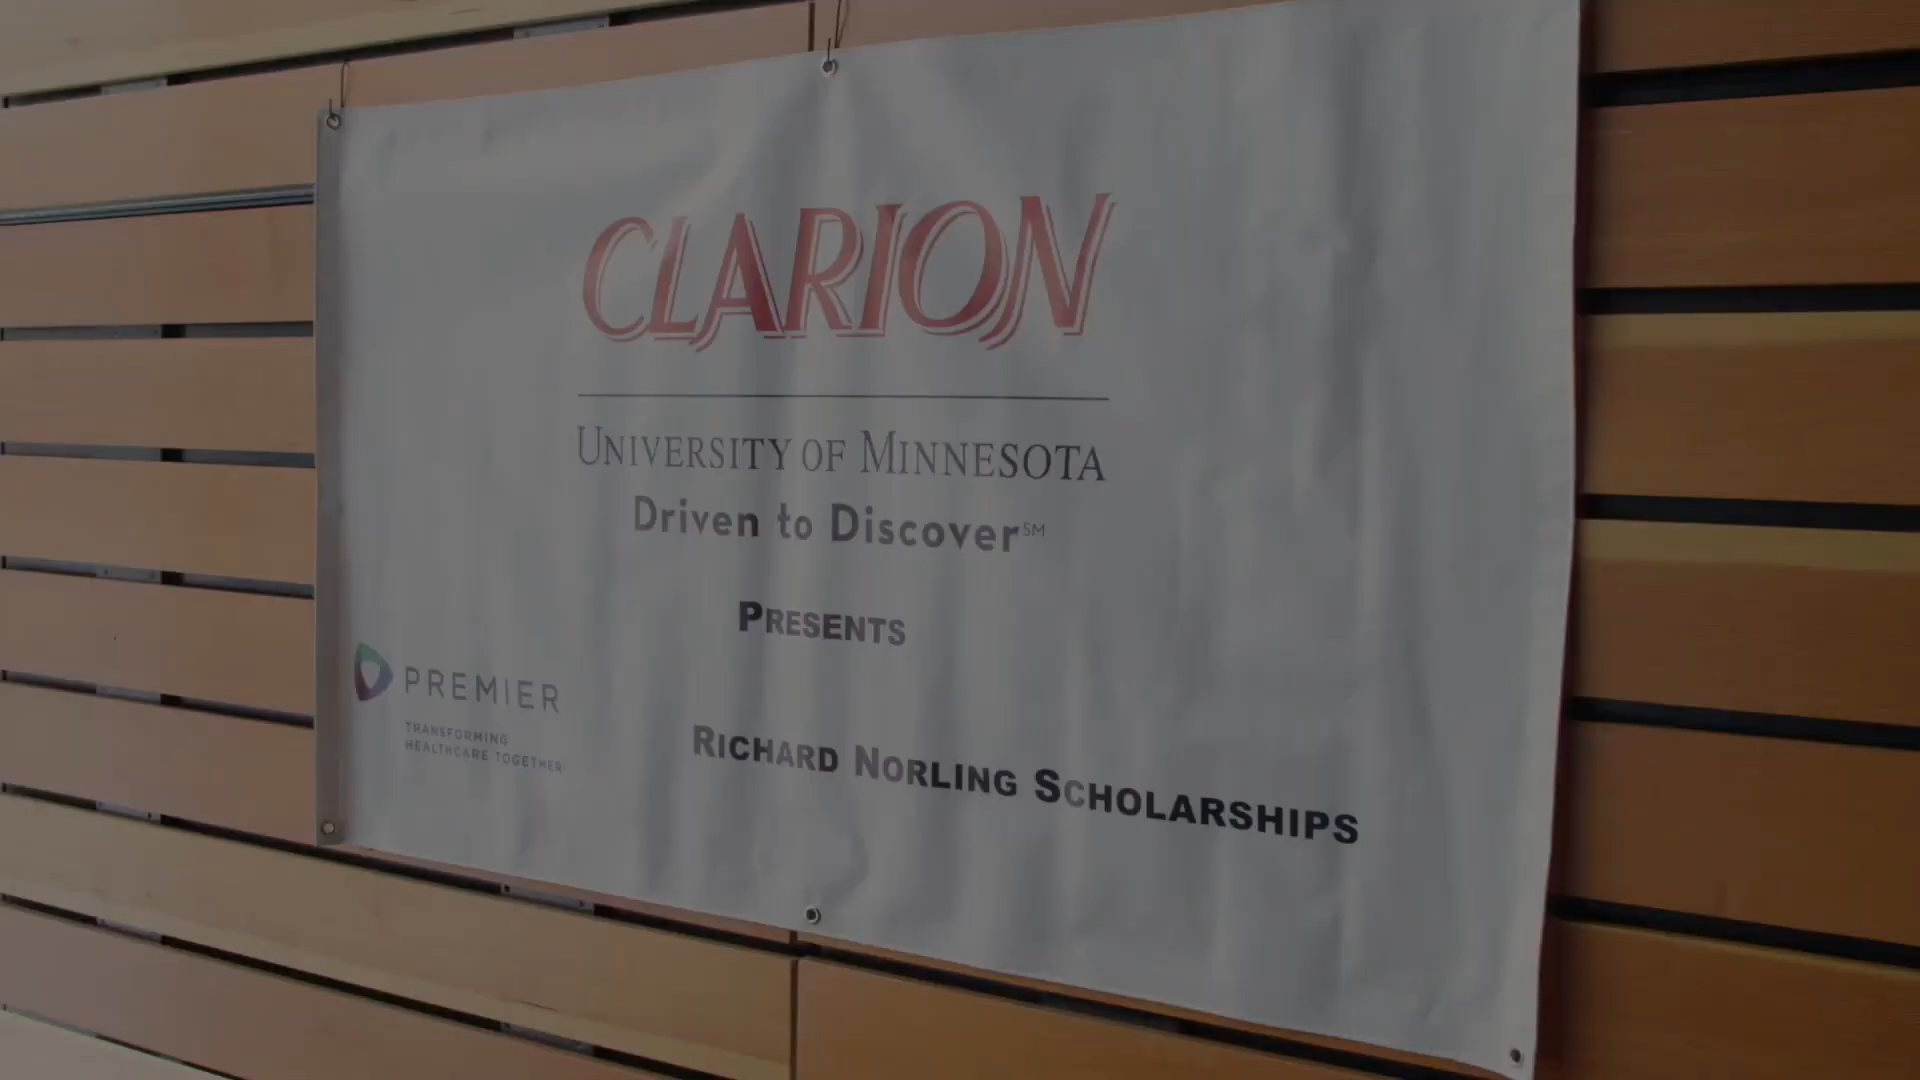 CLARION
UNIVERSITY OF MINNESOTA
Driven to Discover℠
PRESENTS
PREMIER
TRANSFORMING
HEALTHCARE TOGETHER
RICHARD NORLING SCHOLARSHIPS